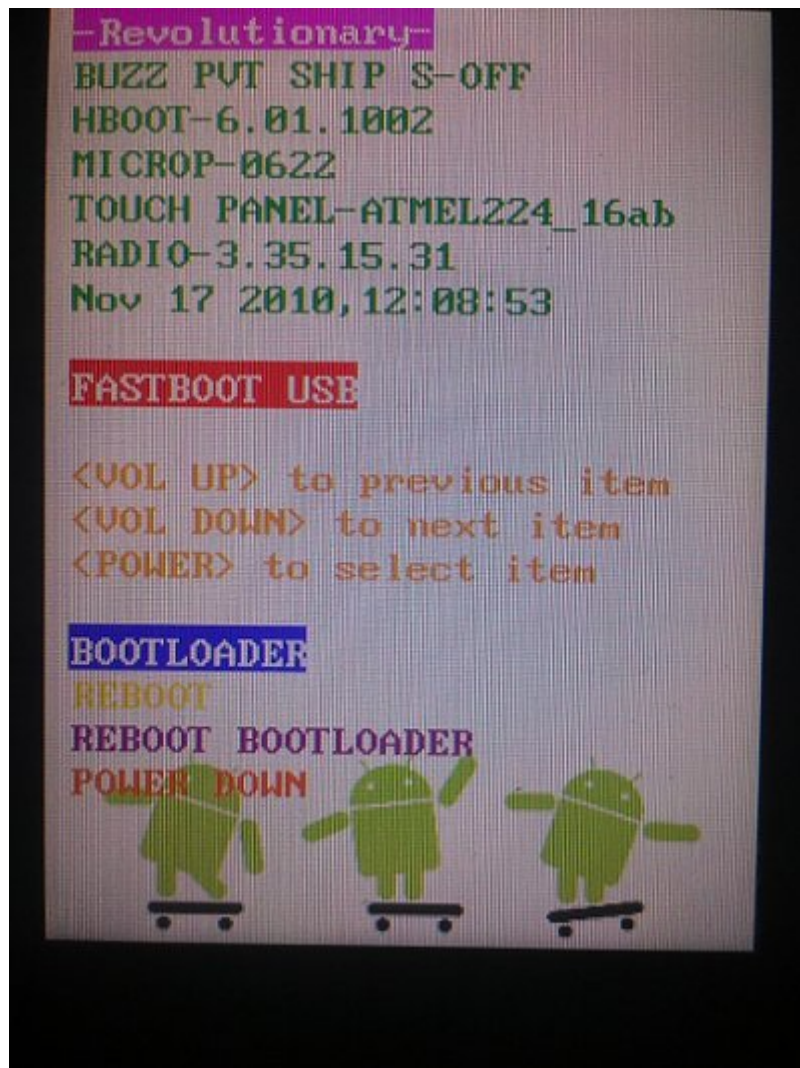 -Revolutionary-
BUZZ PVT SHIP S-OFF
HBOOT-6.01.1002
MICROP-0622
TOUCH PANEL-ATMEL224_16ab
RADIO-3.35.15.31
Nov 17 2010,12:08:53
FASTBOOT USB
<VOL UP> to previous item
<VOL DOWN> to next item
<POWER> to select item
BOOTLOADER
REBOOT
REBOOT BOOTLOADER
POWER DOWN